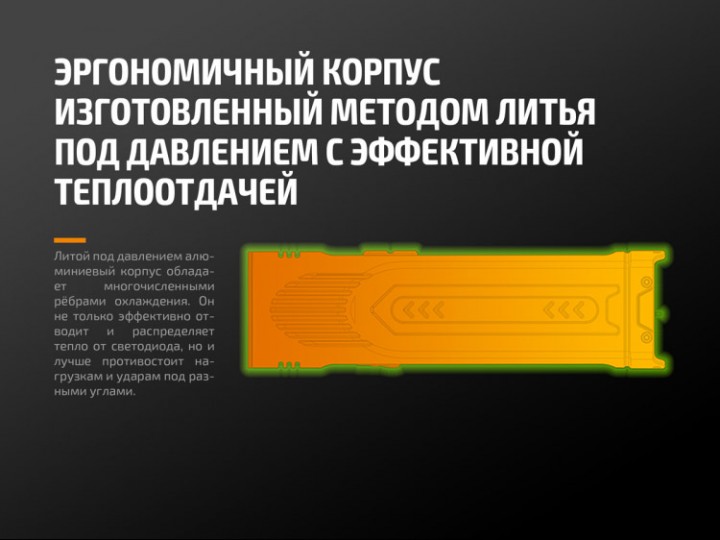 ЭРГОНОМИЧНЫЙ КОРПУС
ИЗГОТОВЛЕННЫЙ МЕТОДОМ ЛИТЬЯ
ПОД ДАВЛЕНИЕМ С ЭФФЕКТИВНОЙ
ТЕПЛООТДАЧЕЙ
Литой под давлением алю-
миниевый корпус облада-
ет многочисленными
рёбрами охлаждения. Он
не только эффективно от-
водит и распределяет
тепло от светодиода, но и
лучше противостоит на-
грузкам и ударам под раз-
ными углами.